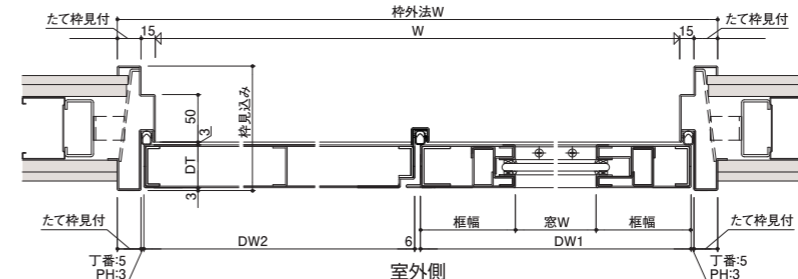 枠外法W
たて枠見付
15
W
15
たて枠見付
50
3
枠見込み
DT
3
たて枠見付
框幅
窓W
框幅
たて枠見付
DW2
6
DW1
丁番:5
PH:3
室外側
丁番:5
PH:3